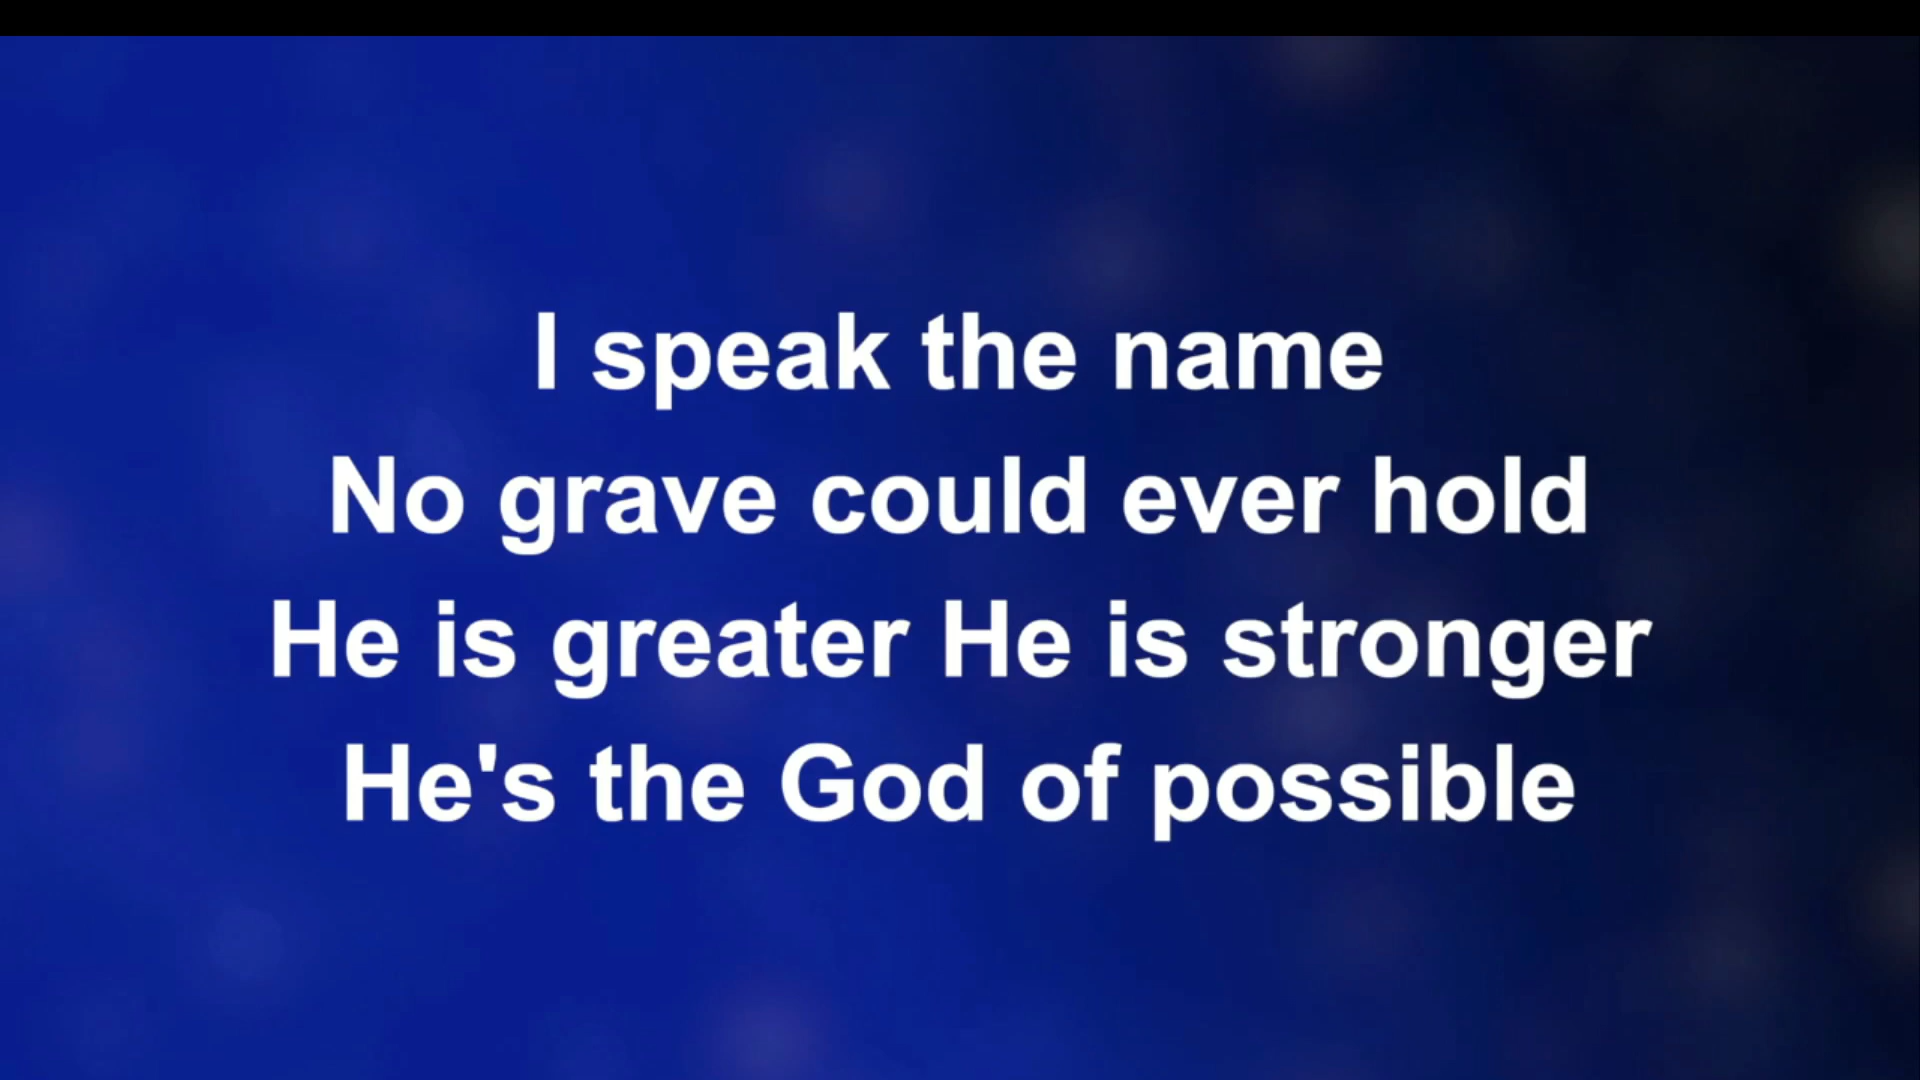 I speak the name
No grave could ever hold
He is greater He is stronger
He's the God of possible